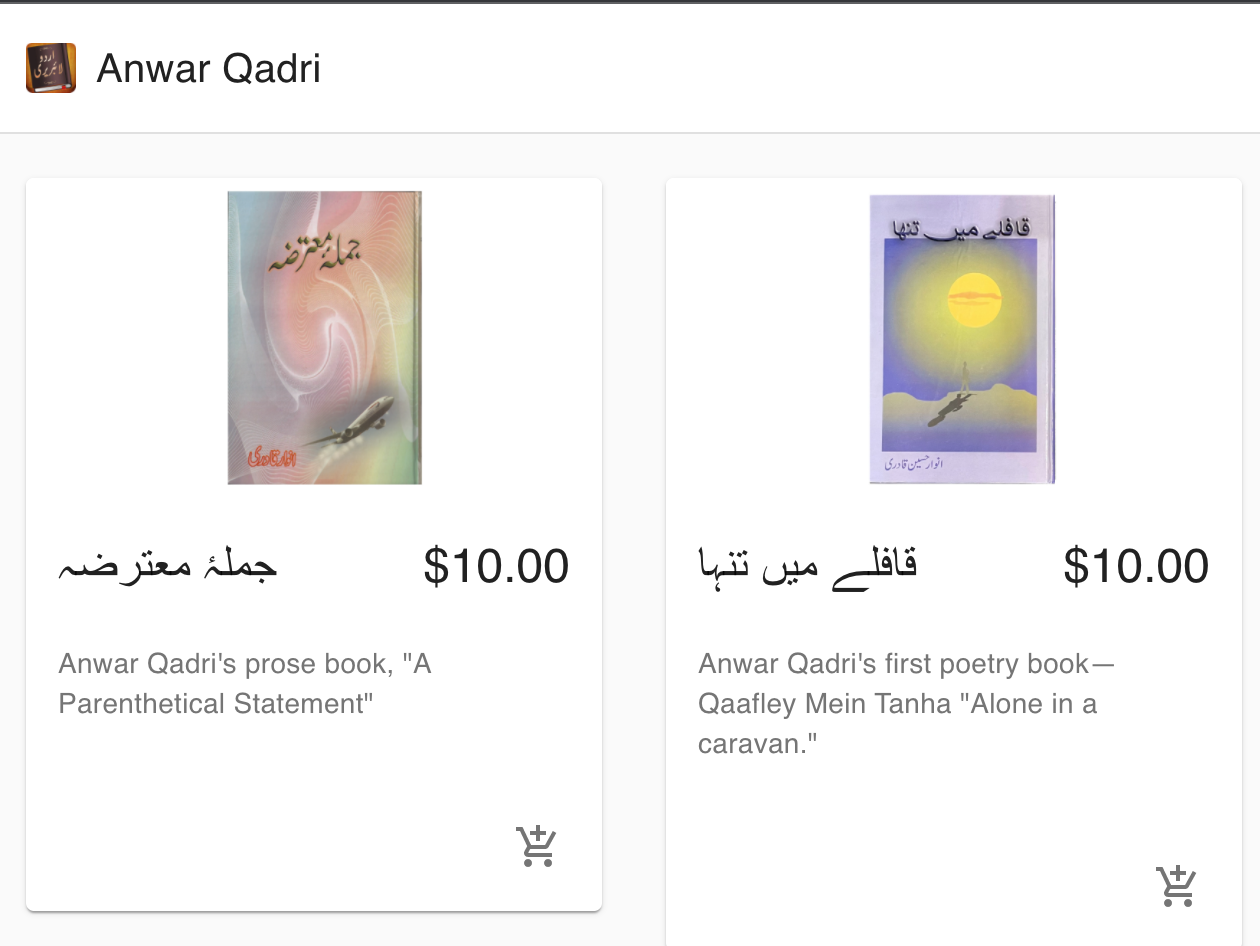 اردو
لائبریری
Anwar Qadri
جملۂ معترضہ
انوار قادری
جملۂ معترضہ
$10.00
Anwar Qadri's prose book, "A
Parenthetical Statement"
قافلے میں تنھا
انوار حسین قادری
قافلے میں تنہا
$10.00
Anwar Qadri's first poetry book—
Qaafley Mein Tanha "Alone in a
caravan."